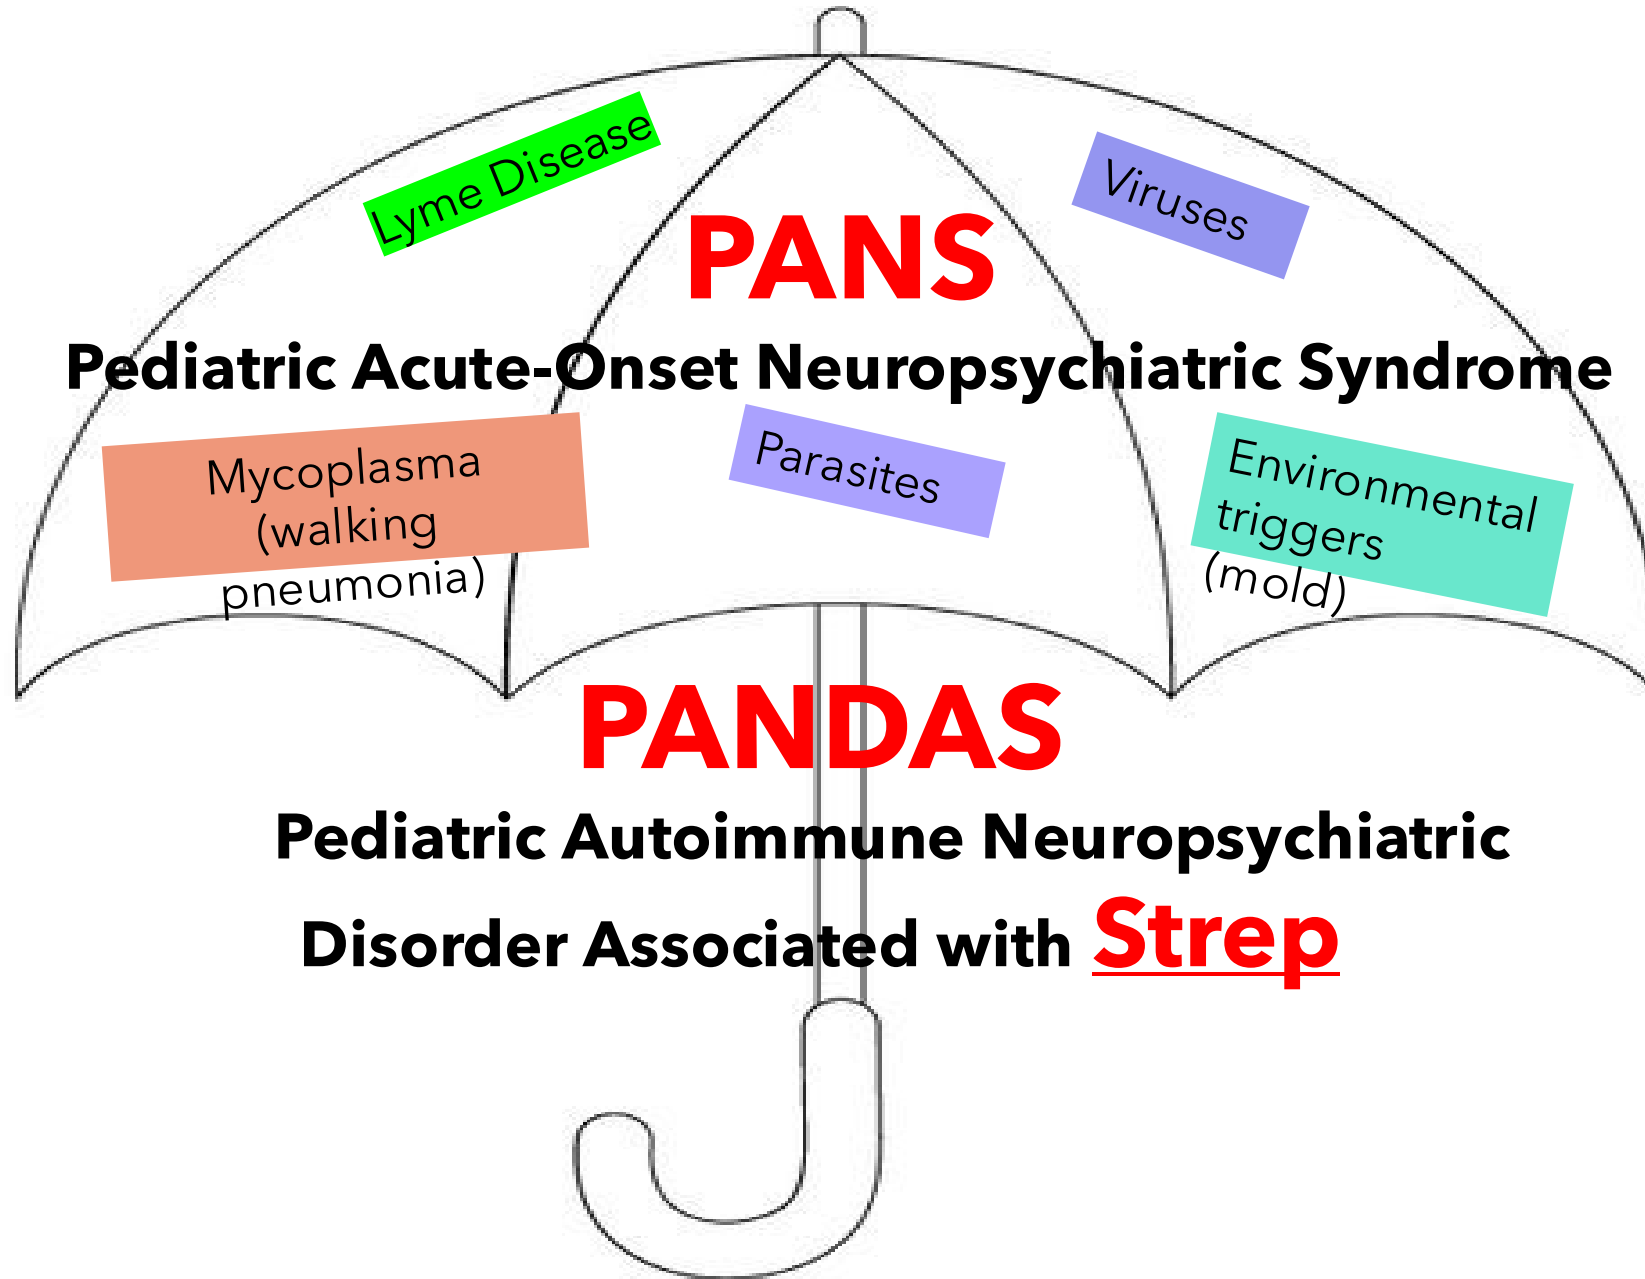 Lyme Disease
Viruses
PANS
Pediatric Acute-Onset Neuropsychiatric Syndrome
Mycoplasma
(walking
pneumonia)
Parasites
Environmental
triggers
(mold)
PANDAS
Pediatric Autoimmune Neuropsychiatric
Disorder Associated with Strep